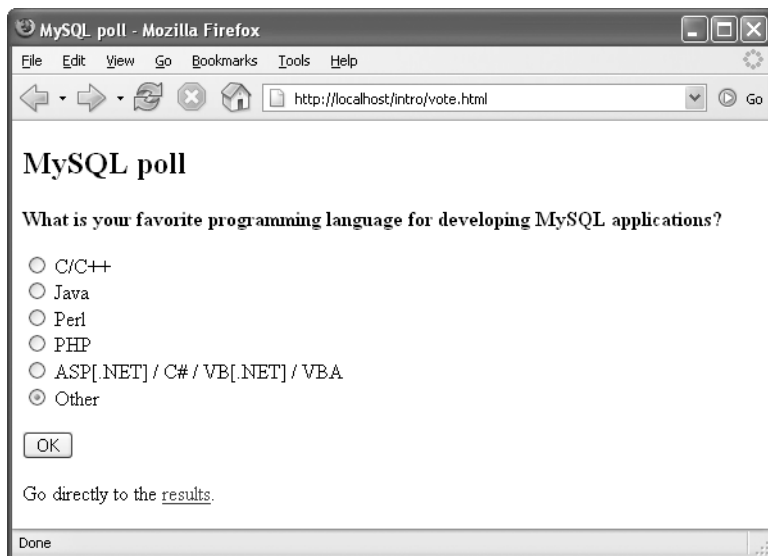 MySQL poll - Mozilla Firefox
File Edit View Go Bookmarks Tools Help
http://localhost/intro/vote.html Go
MySQL poll
What is your favorite programming language for developing MySQL applications?
C/C++
Java
Perl
PHP
ASP[.NET] / C# / VB[.NET] / VBA
Other
OK
Go directly to the results.
Done